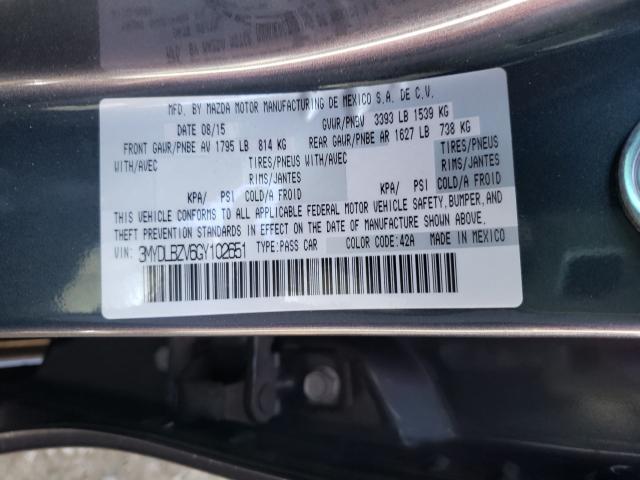 MFD. BY MAZDA MOTOR MANUFACTURING DE MEXICO S.A. DE C.V.
DATE 08/15 GVWR/PNBV 3393 LB 1539 KG
FRONT GAWR/PNBE AV 1795 LB 814 KG REAR GAWR/PNBE AR 1627 LB 738 KG
WITH/AVEC TIRES/PNEUS WITH/AVEC TIRES/PNEUS
RIMS/JANTES RIMS/JANTES
KPA/ PSI COLD/A FROID KPA/ PSI COLD/A FROID
THIS VEHICLE CONFORMS TO ALL APPLICABLE FEDERAL MOTOR VEHICLE SAFETY, BUMPER, AND
THEFT PREVENTION STANDARDS IN EFFECT ON THE DATE OF MANUFACTURE SHOWN ABOVE.
VIN: 3MYDLBZV6GY102651 TYPE:PASS CAR COLOR CODE:42A MADE IN MEXICO